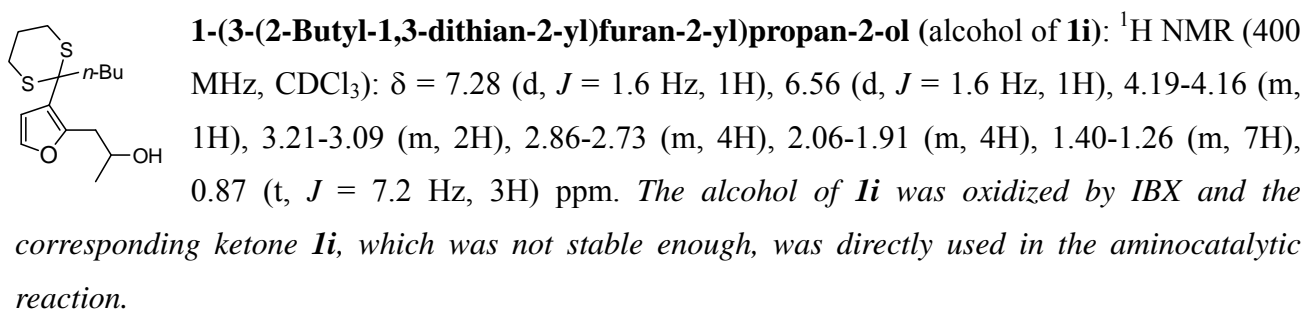 S
S
n-Bu
O
OH
1-(3-(2-Butyl-1,3-dithian-2-yl)furan-2-yl)propan-2-ol (alcohol of 1i): ¹H NMR (400
MHz, CDCl₃): δ = 7.28 (d, J = 1.6 Hz, 1H), 6.56 (d, J = 1.6 Hz, 1H), 4.19-4.16 (m,
1H), 3.21-3.09 (m, 2H), 2.86-2.73 (m, 4H), 2.06-1.91 (m, 4H), 1.40-1.26 (m, 7H),
0.87 (t, J = 7.2 Hz, 3H) ppm. The alcohol of 1i was oxidized by IBX and the
corresponding ketone 1i, which was not stable enough, was directly used in the aminocatalytic
reaction.